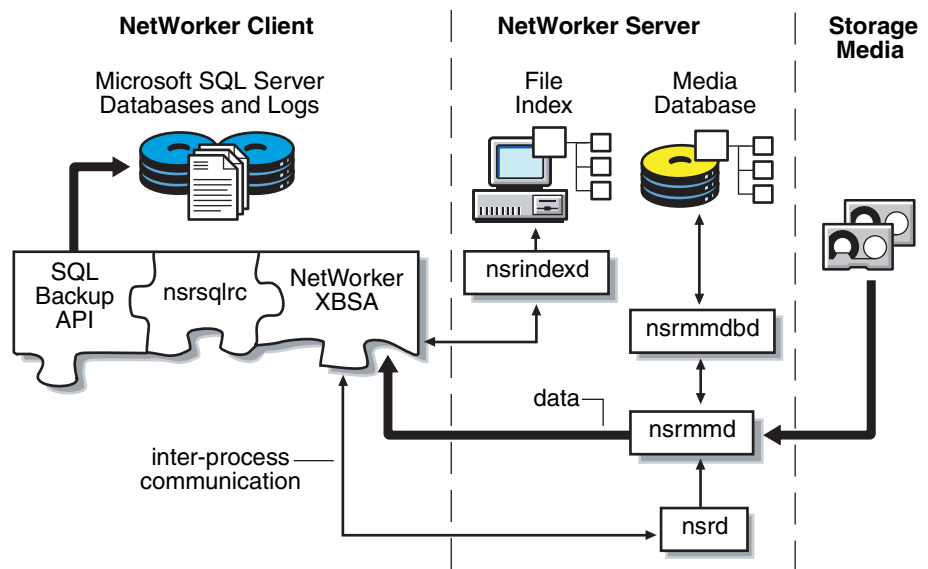 NetWorker Client
NetWorker Server
Storage
Media
Microsoft SQL Server
Databases and Logs
File
Index
Media
Database
SQL
Backup
API
nsrsqlrc
NetWorker
XBSA
nsrindexd
nsrmmdbd
data
nsrmmd
inter-process
communication
nsrd